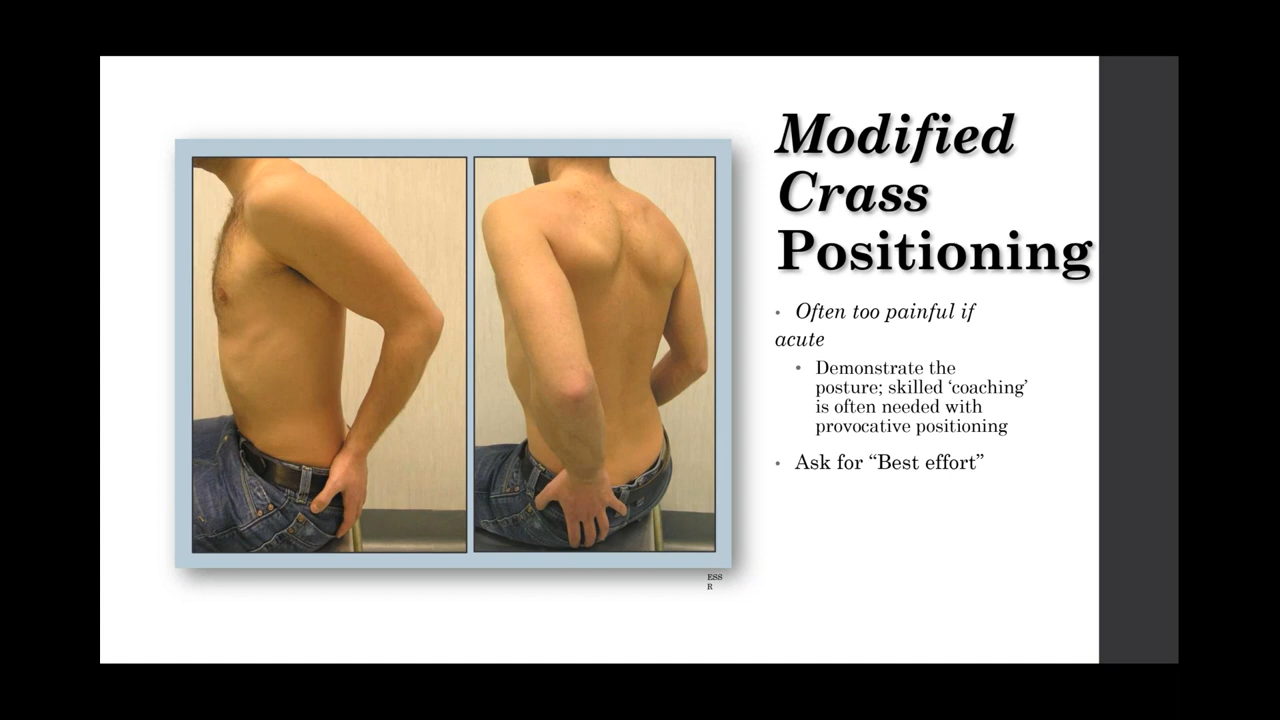 Modified
Crass
Positioning
• Often too painful if
acute
• Demonstrate the
posture; skilled ‘coaching’
is often needed with
provocative positioning
• Ask for “Best effort”
ESS
R